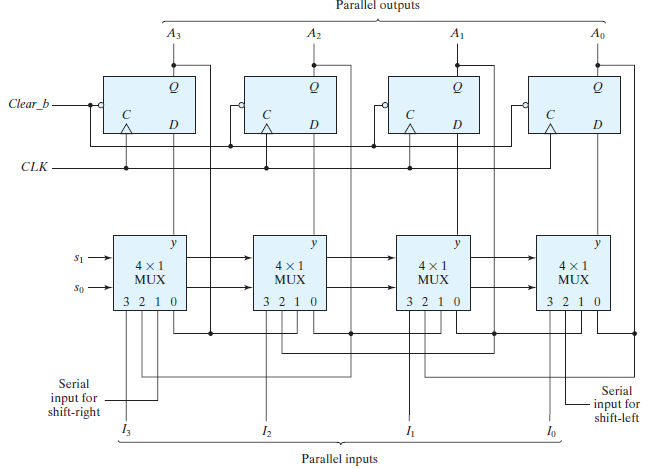 Parallel outputs
A3 A2 A1 A0
Q Q Q Q
Clear_b
C C C C
D D D D
CLK
y y y y
s1
4 × 1 MUX
4 × 1 MUX
4 × 1 MUX
4 × 1 MUX
s0
3 2 1 0
3 2 1 0
3 2 1 0
3 2 1 0
Serial
input for
shift-right
Serial
input for
shift-left
I3 I2 I1 I0
Parallel inputs